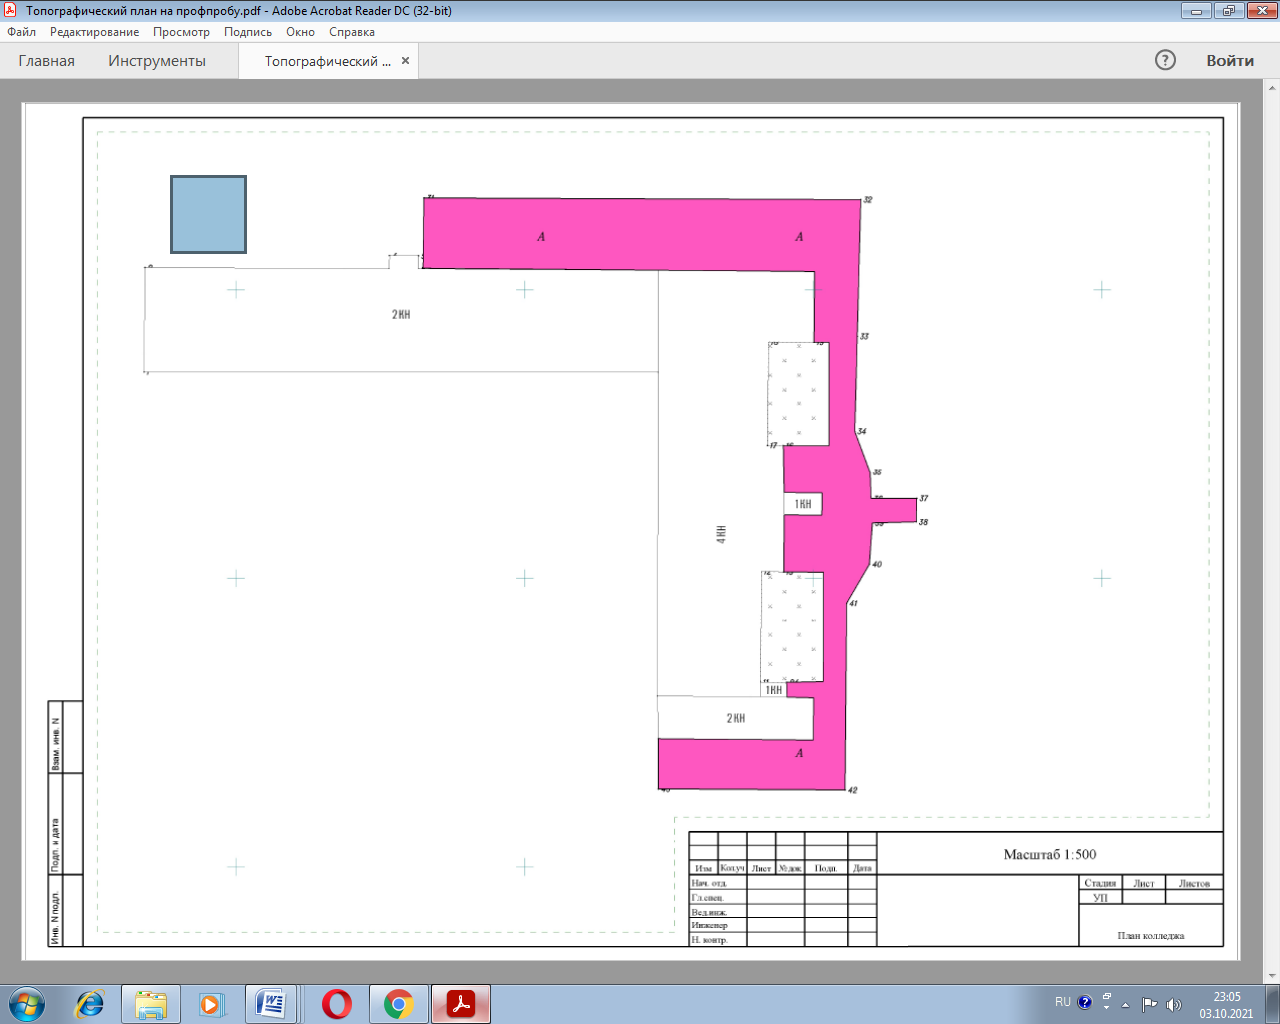 Топографический план на профпробу.pdf - Adobe Acrobat Reader DC (32-bit)
Файл Редактирование Просмотр Подпись Окно Справка
Главная Инструменты Топографический ... × ? Войти
32
А А
2КН
33
34
17
35
37
1КН
38
4КН
40
41
1КН
2КН
А
42
Взам. инв. N
Подп. и дата
Инв. N подл.
Масштаб 1:500
Изм Кол.уч Лист №док Подп. Дата
Нач. отд.
Гл.спец.
Вед.инж.
Инженер
Н. контр.
Стадия Лист Листов
УП
План колледжа
RU
23:05
03.10.2021